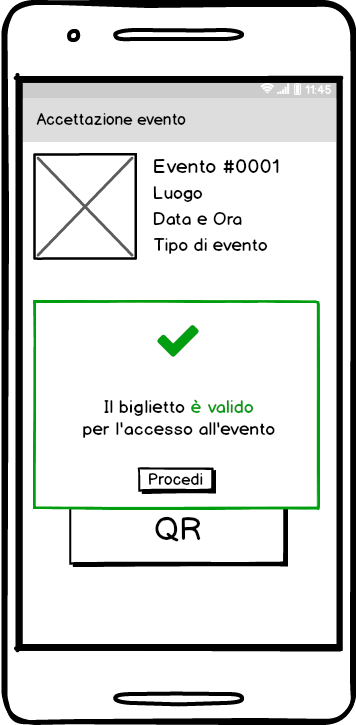 11:45
Accettazione evento
Evento #0001
Luogo
Data e Ora
Tipo di evento
Il biglietto è valido
per l'accesso all'evento
Procedi
QR